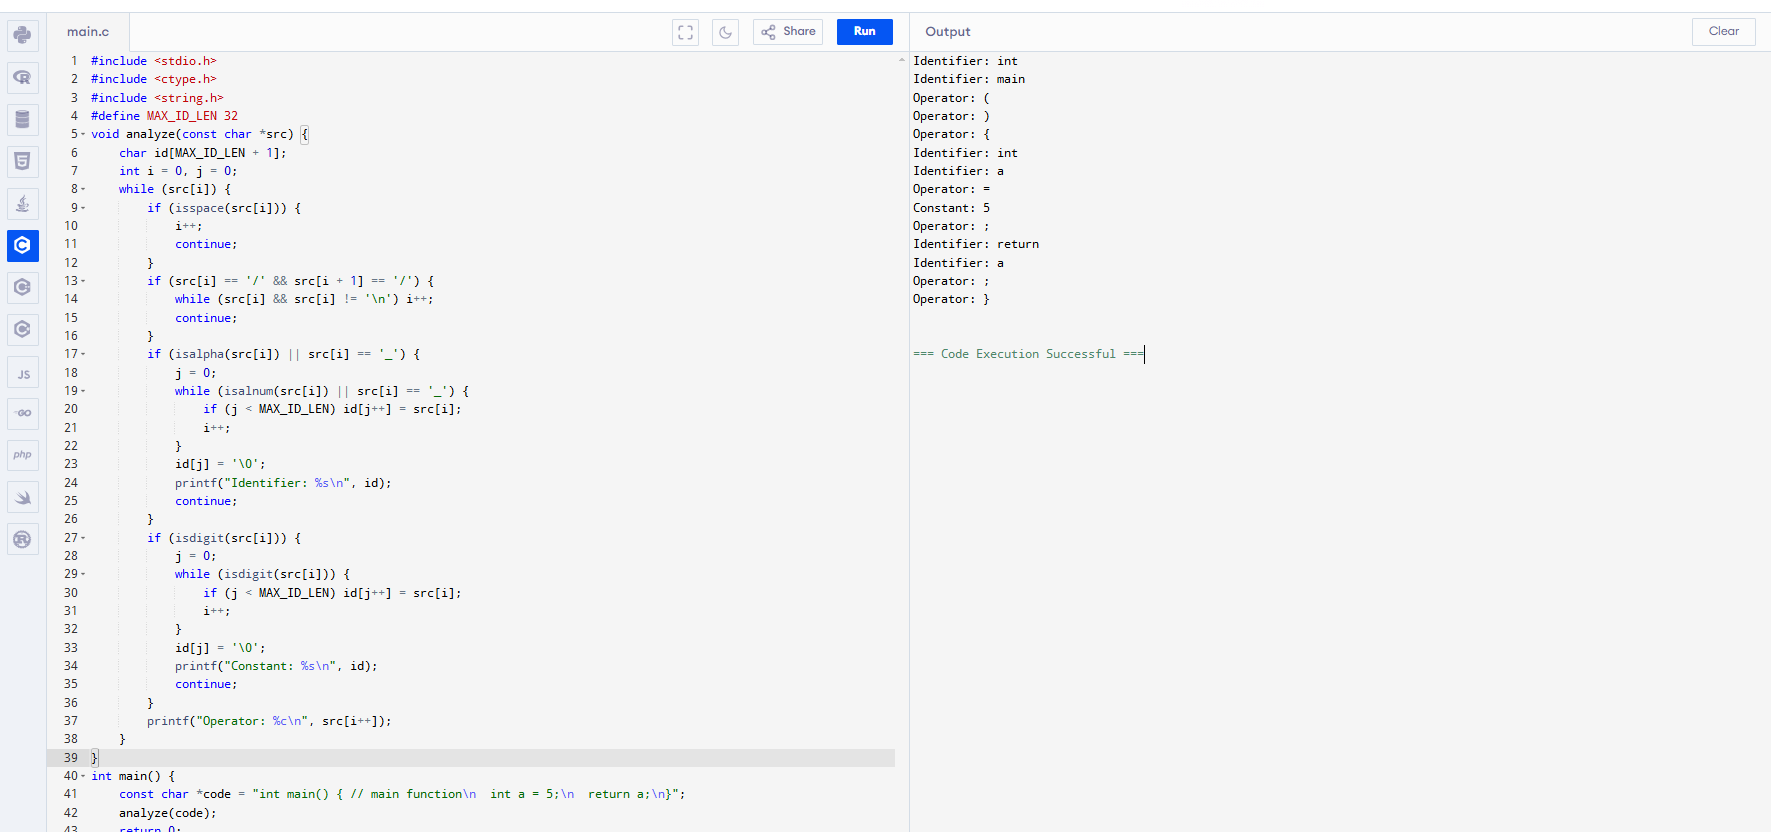 main.c
Share
Run
Output
Clear
JS
GO
php
1 #include <stdio.h>
2 #include <ctype.h>
3 #include <string.h>
4 #define MAX_ID_LEN 32
5 void analyze(const char *src) {
6     char id[MAX_ID_LEN + 1];
7     int i = 0, j = 0;
8     while (src[i]) {
9         if (isspace(src[i])) {
10             i++;
11             continue;
12         }
13         if (src[i] == '/' && src[i + 1] == '/') {
14             while (src[i] && src[i] != '\n') i++;
15             continue;
16         }
17         if (isalpha(src[i]) || src[i] == '_') {
18             j = 0;
19             while (isalnum(src[i]) || src[i] == '_') {
20                 if (j < MAX_ID_LEN) id[j++] = src[i];
21                 i++;
22             }
23             id[j] = '\0';
24             printf("Identifier: %s\n", id);
25             continue;
26         }
27         if (isdigit(src[i])) {
28             j = 0;
29             while (isdigit(src[i])) {
30                 if (j < MAX_ID_LEN) id[j++] = src[i];
31                 i++;
32             }
33             id[j] = '\0';
34             printf("Constant: %s\n", id);
35             continue;
36         }
37         printf("Operator: %c\n", src[i++]);
38     }
39 }
40 int main() {
41     const char *code = "int main() { // main function\n  int a = 5;\n  return a;\n}";
42     analyze(code);
43     return 0;
Identifier: int
Identifier: main
Operator: (
Operator: )
Operator: {
Identifier: int
Identifier: a
Operator: =
Constant: 5
Operator: ;
Identifier: return
Identifier: a
Operator: ;
Operator: }
=== Code Execution Successful ===